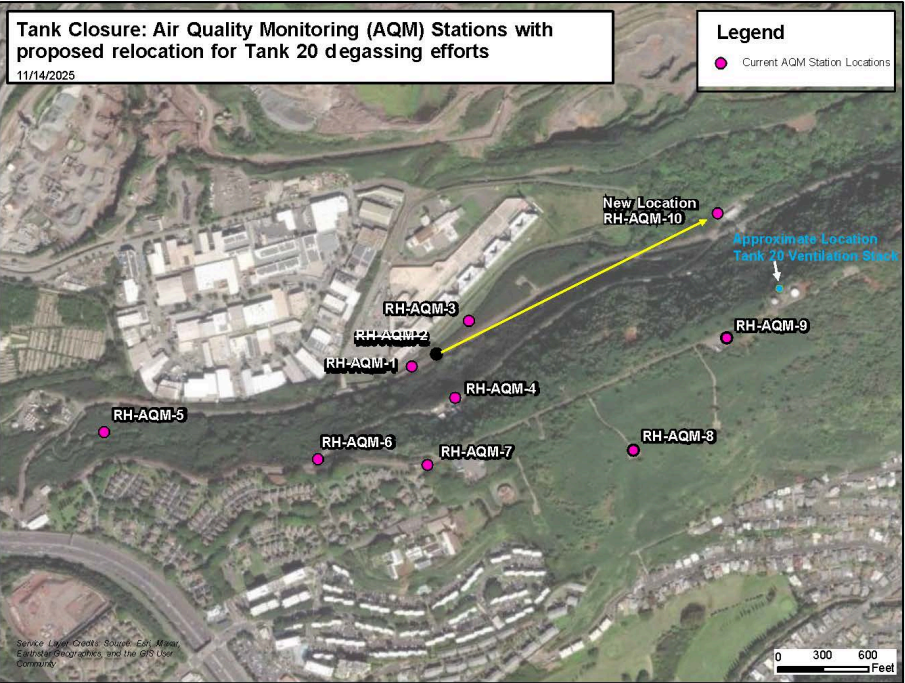 Tank Closure: Air Quality Monitoring (AQM) Stations with
proposed relocation for Tank 20 degassing efforts
11/14/2025
Legend
Current AQM Station Locations
New Location
RH-AQM-10
Approximate Location
Tank 20 Ventilation Stack
RH-AQM-3
RH-AQM-2
RH-AQM-1
RH-AQM-9
RH-AQM-4
RH-AQM-5
RH-AQM-6
RH-AQM-7
RH-AQM-8
Service Layer Credits: Source: Esri, Maxar,
Earthstar Geographics, and the GIS User
Community
0 300 600
Feet